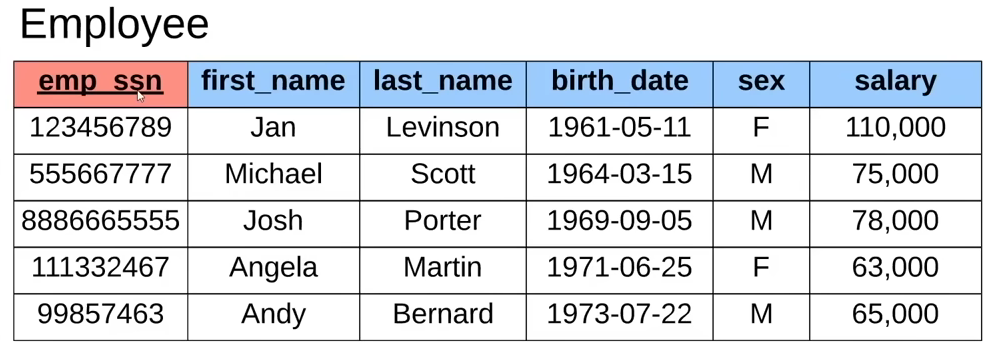 Employee
emp_ssn first_name last_name birth_date sex salary
123456789 Jan Levinson 1961-05-11 F 110,000
555667777 Michael Scott 1964-03-15 M 75,000
8886665555 Josh Porter 1969-09-05 M 78,000
111332467 Angela Martin 1971-06-25 F 63,000
99857463 Andy Bernard 1973-07-22 M 65,000